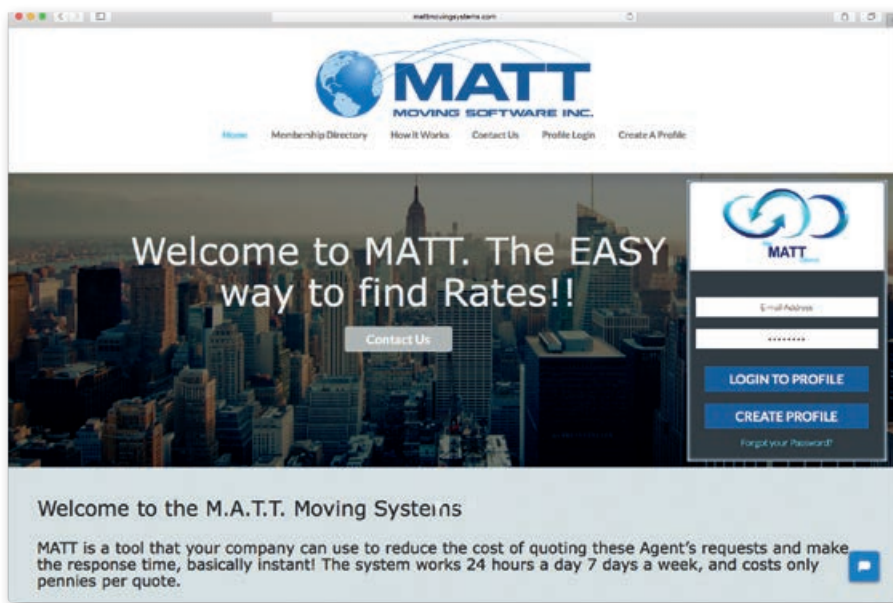 mattmovingsystems.com
MATT
MOVING SOFTWARE INC.
Home Membership Directory How It Works Contact Us Profile Login Create A Profile
Welcome to MATT. The EASY
way to find Rates!!
Contact Us
MATT
E-mail Address
LOGIN TO PROFILE
CREATE PROFILE
Forgot your Password?
Welcome to the M.A.T.T. Moving Systems
MATT is a tool that your company can use to reduce the cost of quoting these Agent's requests and make
the response time, basically instant! The system works 24 hours a day 7 days a week, and costs only
pennies per quote.